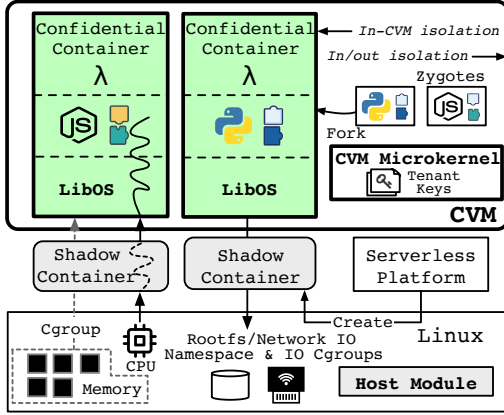 Confidential
Container
λ
LibOS
Confidential
Container
λ
LibOS
In-CVM isolation
In/out isolation
Zygotes
JS
JS
Fork
CVM Microkernel
Tenant
Keys
CVM
Shadow
Container
Shadow
Container
Serverless
Platform
Create
Linux
Cgroup
CPU
Memory
Rootfs/Network IO
Namespace & IO Cgroups
Host Module